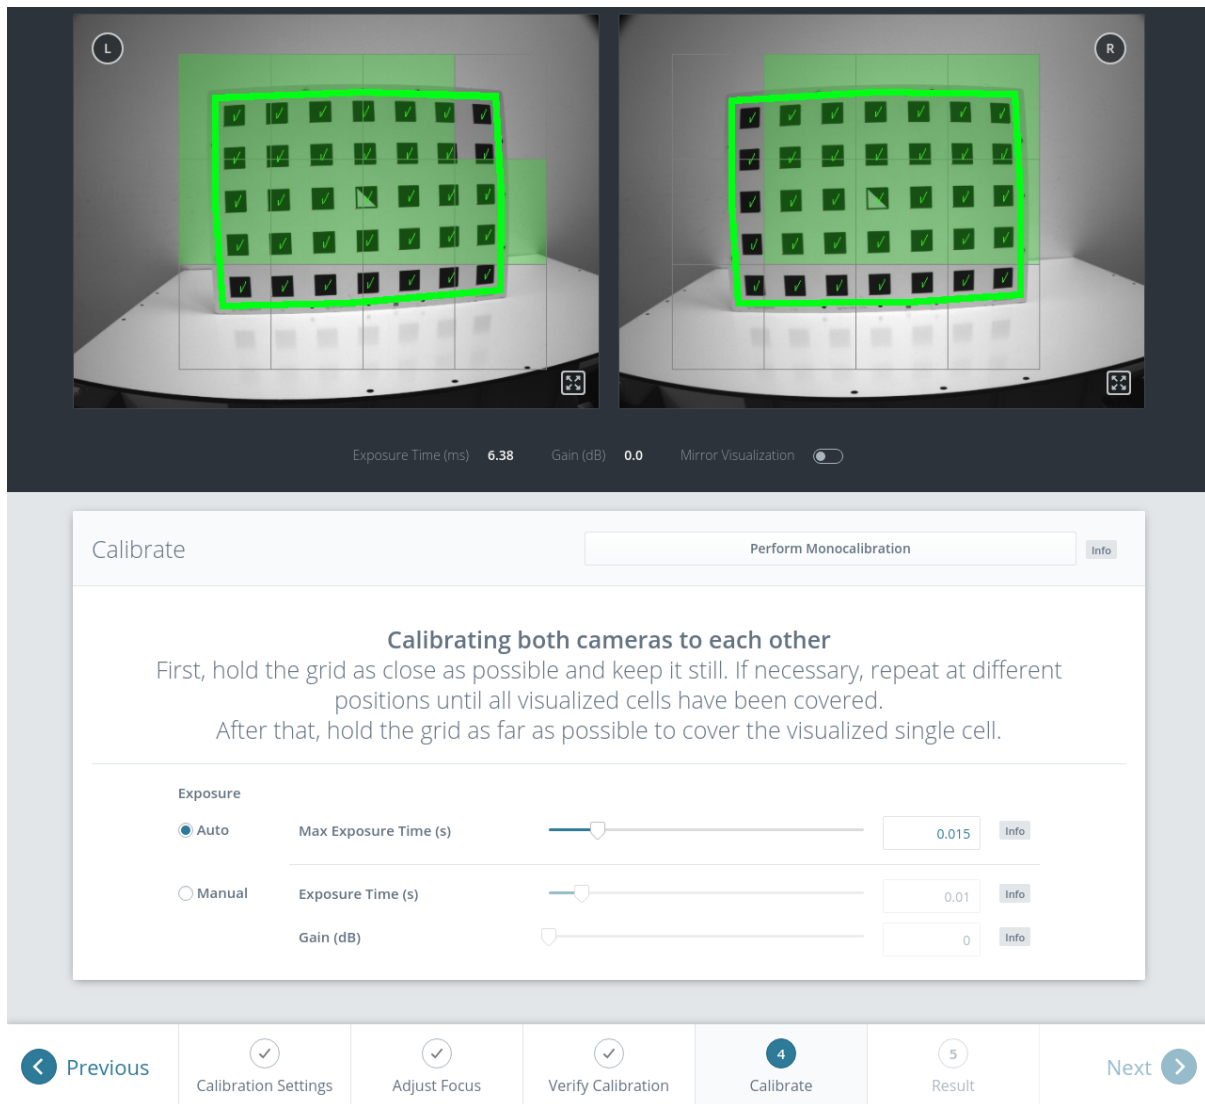 L
R
Exposure Time (ms) 6.38 Gain (dB) 0.0 Mirror Visualization
Calibrate
Perform Monocalibration
Info
Calibrating both cameras to each other
First, hold the grid as close as possible and keep it still. If necessary, repeat at different
positions until all visualized cells have been covered.
After that, hold the grid as far as possible to cover the visualized single cell.
Exposure
Auto
Max Exposure Time (s)
0.015
Info
Manual
Exposure Time (s)
0.01
Info
Gain (dB)
0
Info
Previous
Calibration Settings
Adjust Focus
Verify Calibration
4
Calibrate
5
Result
Next